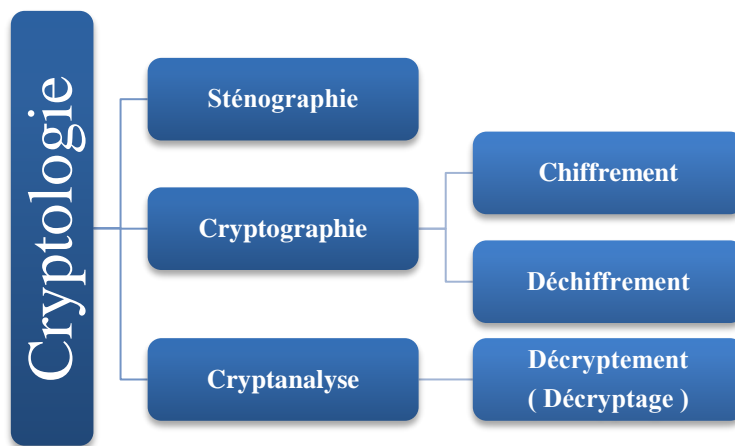 Cryptologie
Sténographie
Cryptographie
Chiffrement
Déchiffrement
Cryptanalyse
Décryptement
( Décryptage )